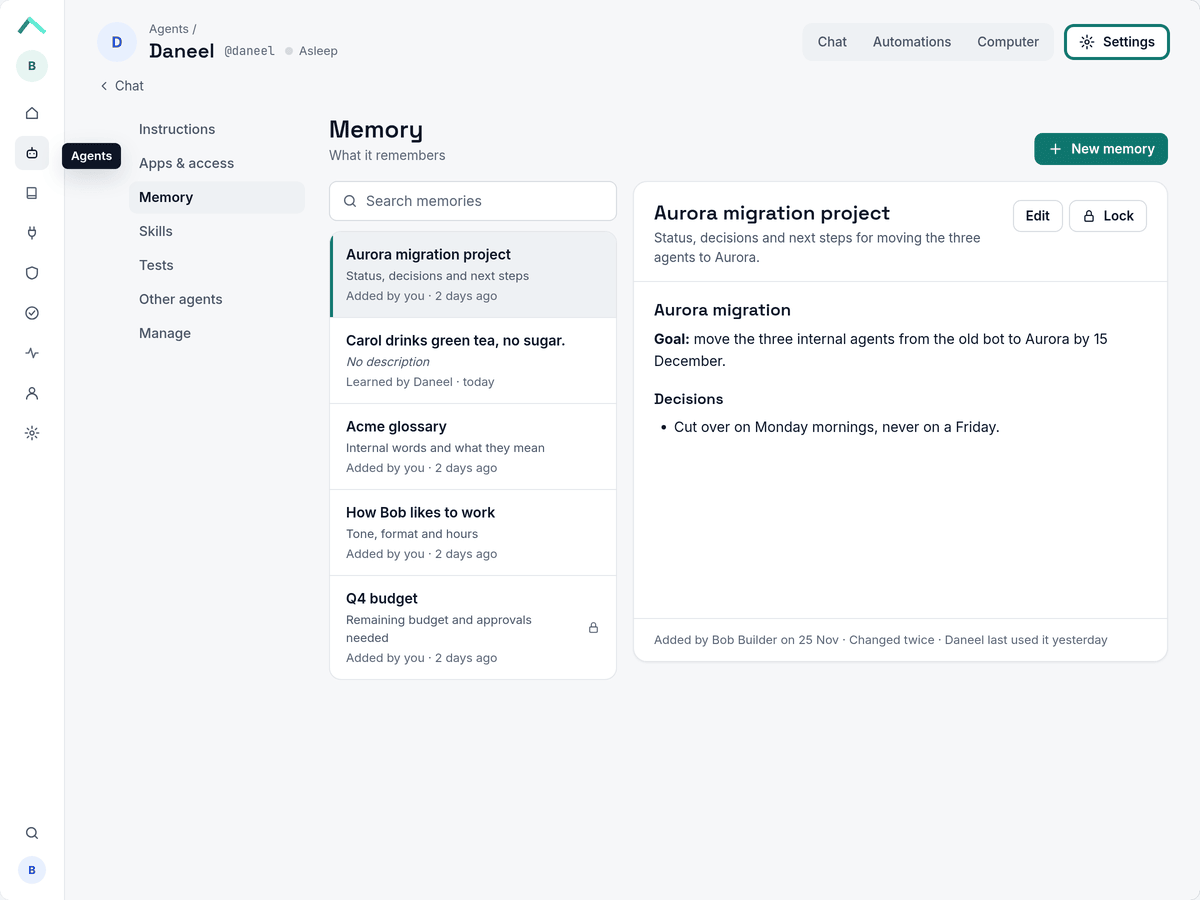 B
Agents
B
D
Agents /
Daneel @daneel Asleep
Chat Automations Computer Settings
Chat
Instructions
Apps & access
Memory
Skills
Tests
Other agents
Manage
Memory
What it remembers
New memory
Search memories
Aurora migration project
Status, decisions and next steps
Added by you · 2 days ago
Carol drinks green tea, no sugar.
No description
Learned by Daneel · today
Acme glossary
Internal words and what they mean
Added by you · 2 days ago
How Bob likes to work
Tone, format and hours
Added by you · 2 days ago
Q4 budget
Remaining budget and approvals
needed
Added by you · 2 days ago
Aurora migration project
Status, decisions and next steps for moving the three
agents to Aurora.
Edit Lock
Aurora migration
Goal: move the three internal agents from the old bot to Aurora by 15
December.
Decisions
• Cut over on Monday mornings, never on a Friday.
Added by Bob Builder on 25 Nov · Changed twice · Daneel last used it yesterday